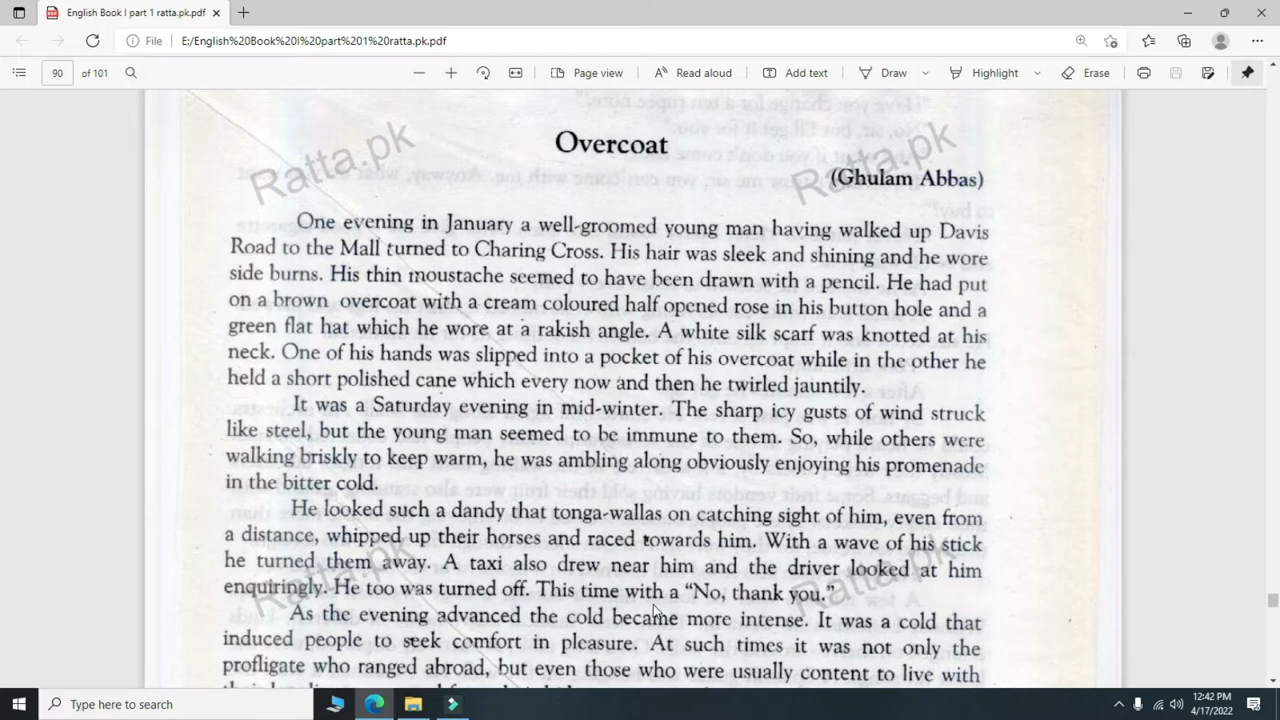 English Book I part 1 ratta.pk.pdf
File E:/English%20Book%20I%20part%201%20ratta.pk.pdf
90 of 101 Page view Read aloud Add text Draw Highlight Erase
Overcoat
(Ghulam Abbas)
Ratta.pk Ratta.pk
One evening in January a well-groomed young man having walked up Davis
Road to the Mall turned to Charing Cross. His hair was sleek and shining and he wore
side burns. His thin moustache seemed to have been drawn with a pencil. He had put
on a brown overcoat with a cream coloured half opened rose in his button hole and a
green flat hat which he wore at a rakish angle. A white silk scarf was knotted at his
neck. One of his hands was slipped into a pocket of his overcoat while in the other he
held a short polished cane which every now and then he twirled jauntily.
It was a Saturday evening in mid-winter. The sharp icy gusts of wind struck
like steel, but the young man seemed to be immune to them. So, while others were
walking briskly to keep warm, he was ambling along obviously enjoying his promenade
in the bitter cold.
He looked such a dandy that tonga-wallas on catching sight of him, even from
a distance, whipped up their horses and raced towards him. With a wave of his stick
he turned them away. A taxi also drew near him and the driver looked at him
enquiringly. He too was turned off. This time with a “No, thank you.”
Ratta.pk Ratta.pk
As the evening advanced the cold became more intense. It was a cold that
induced people to seek comfort in pleasure. At such times it was not only the
profligate who ranged abroad, but even those who were usually content to live with
Type here to search
12:42 PM
4/17/2022